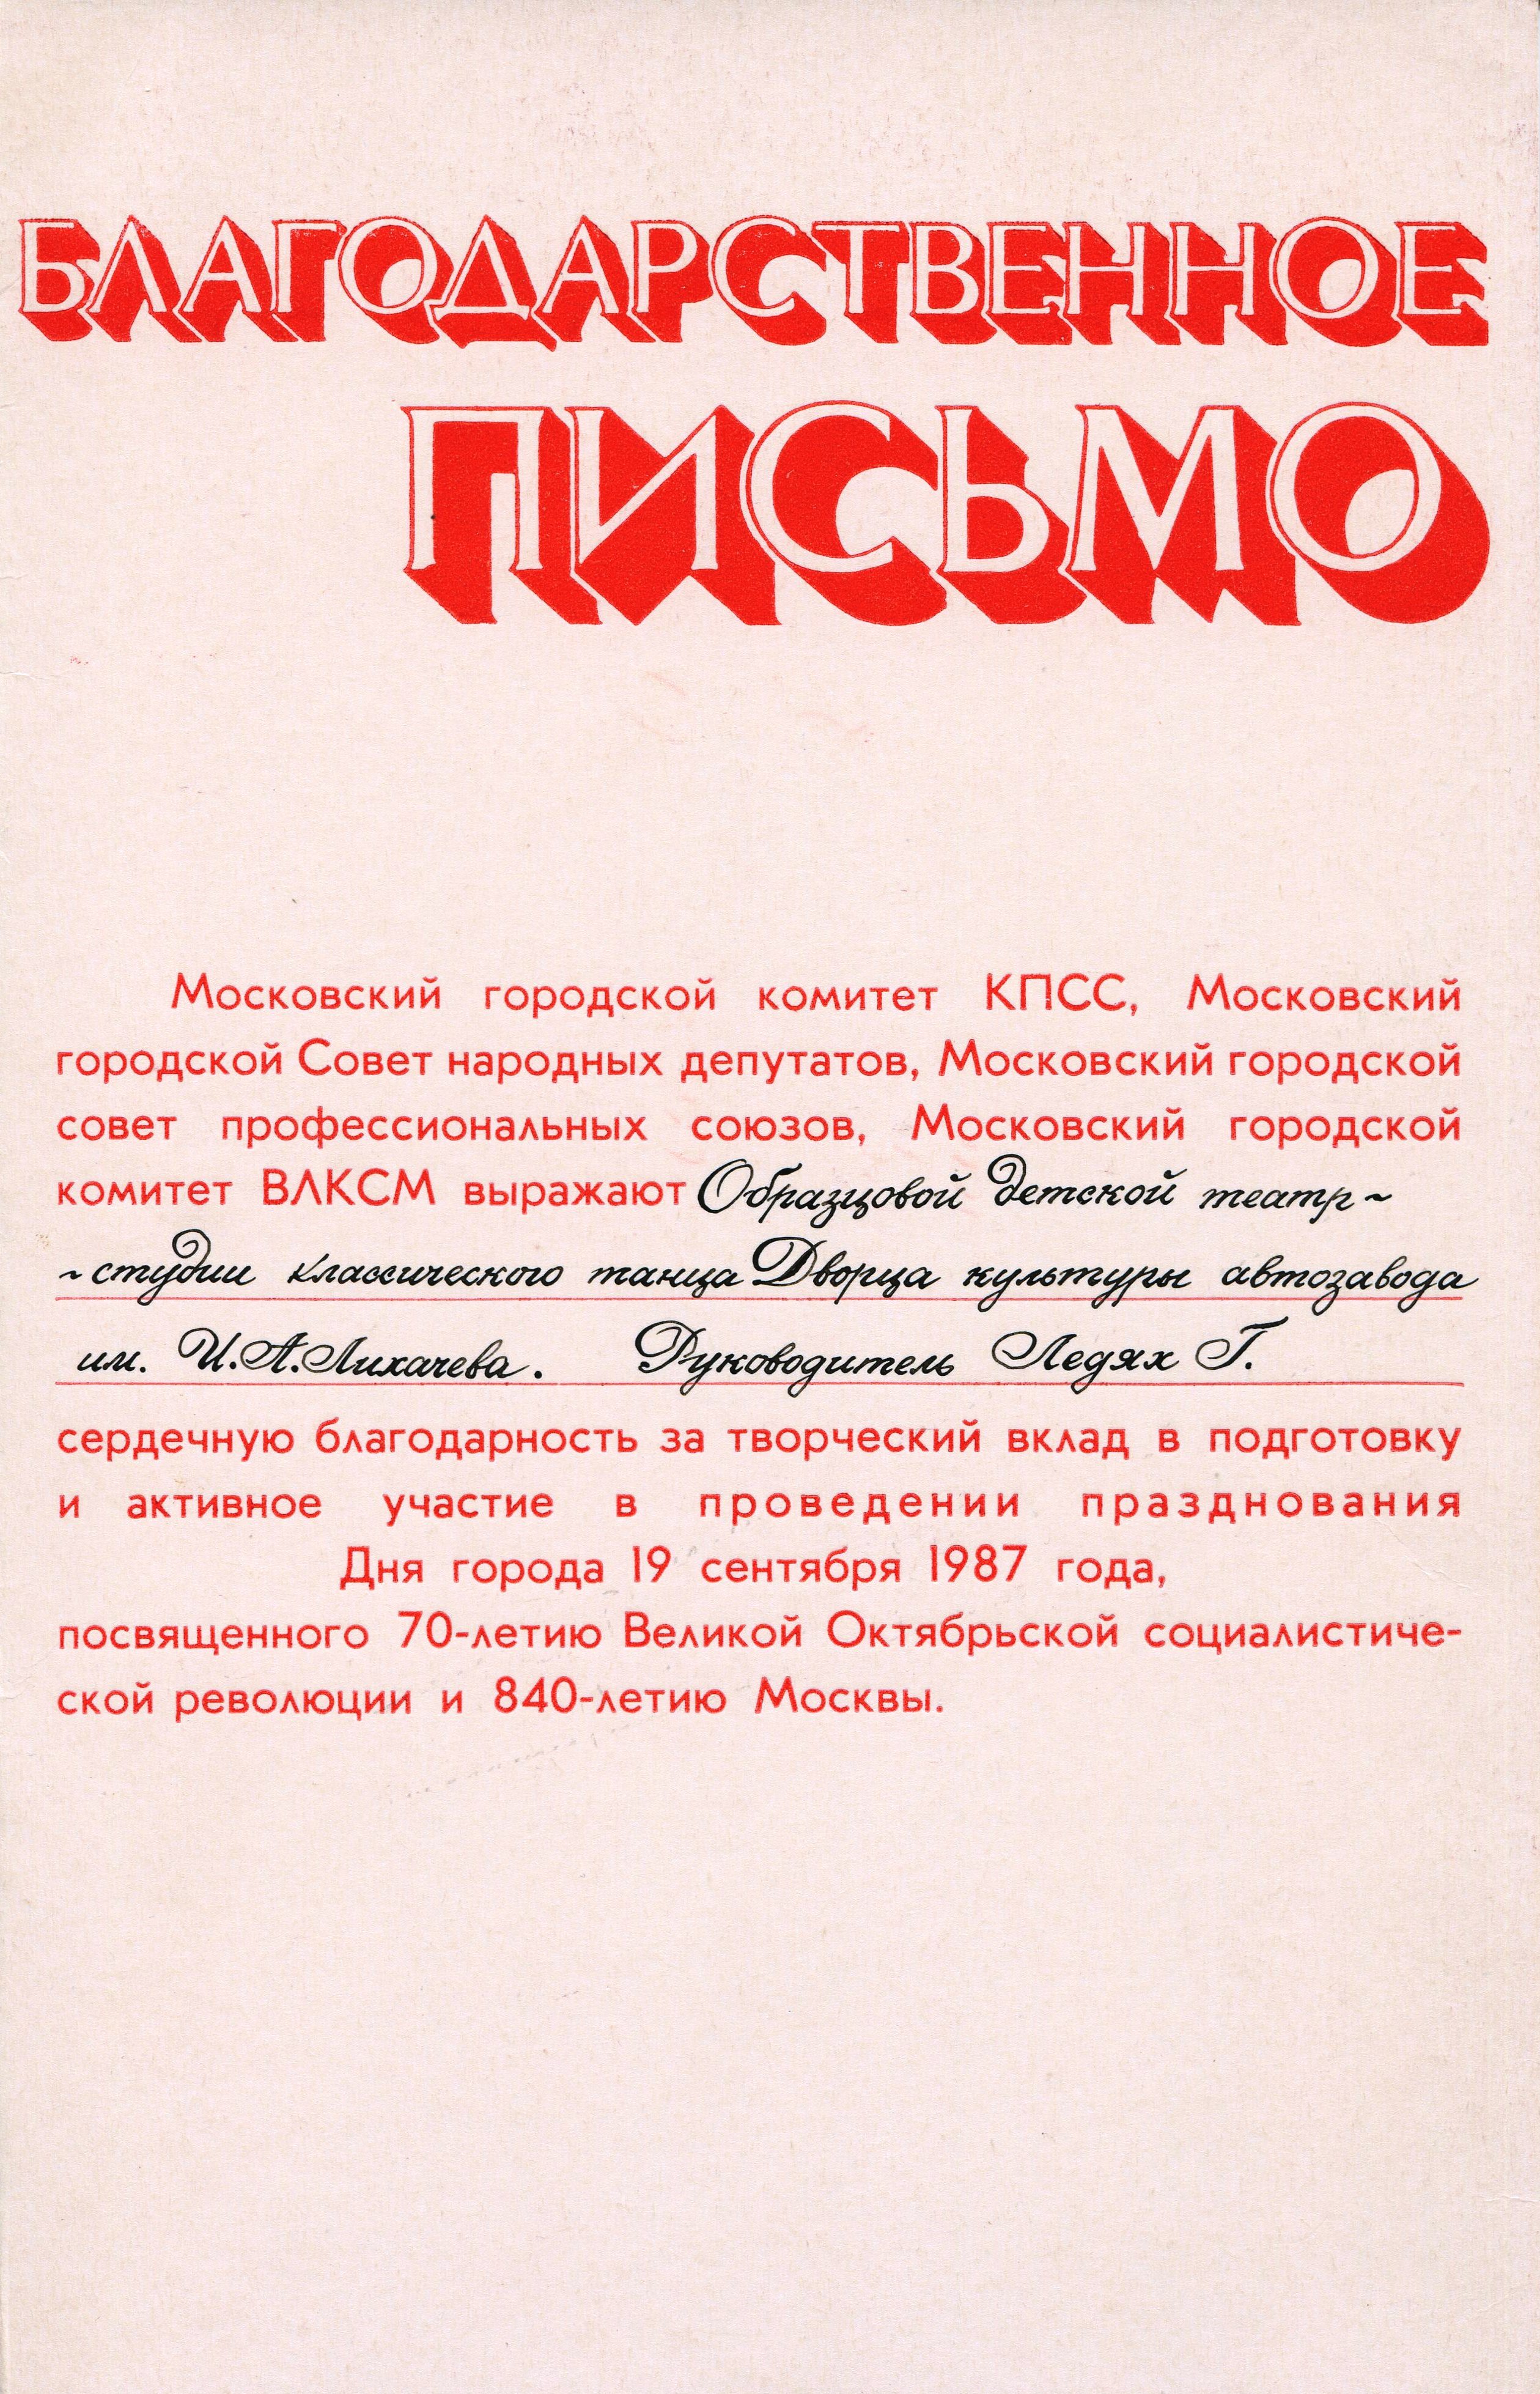 БЛАГОДАРСТВЕННОЕ
ПИСЬМО
Московский городской комитет КПСС, Московский
городской Совет народных депутатов, Московский городской
совет профессиональных союзов, Московский городской
комитет ВЛКСМ выражают Образцовой детской театр-
-студии классического танца Дворца культуры автозавода
им. И.А.Лихачева. Руководитель Ледях Г.
сердечную благодарность за творческий вклад в подготовку
и активное участие в проведении празднования
Дня города 19 сентября 1987 года,
посвященного 70-летию Великой Октябрьской социалистиче-
ской революции и 840-летию Москвы.